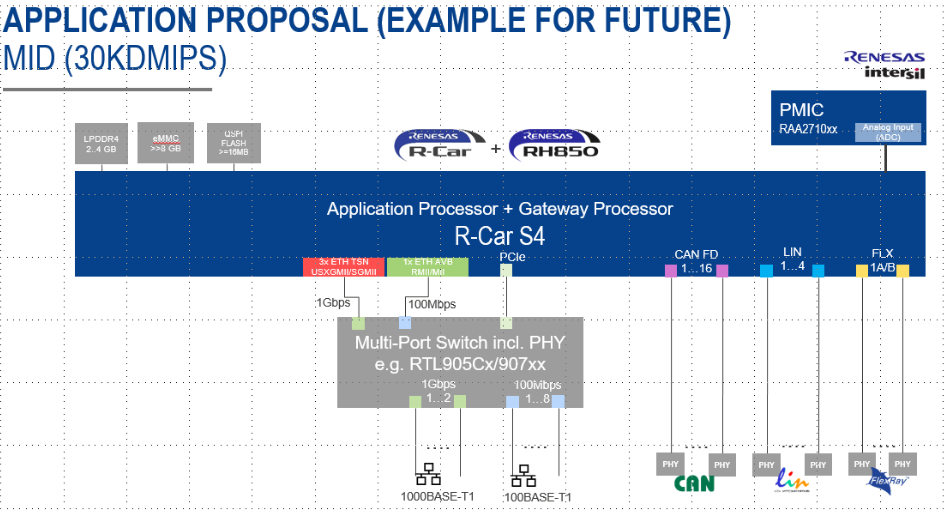 APPLICATION PROPOSAL (EXAMPLE FOR FUTURE)
MID (30KDMIPS)
RENESAS
intersil
PMIC
RAA2710xx
Analog Input
(ADC)
LPDDR4
2..4 GB
eMMC
>>8 GB
QSPI
FLASH
>=16MB
RENESAS
R-Car
+
RENESAS
RH850
Application Processor + Gateway Processor
R-Car S4
3x ETH TSN
USXGMII/SGMII
1x ETH AVB
RMII/MII
PCIe
CAN FD
1...16
LIN
1...4
FLX
1A/B
1Gbps
100Mbps
Multi-Port Switch incl. PHY
e.g. RTL905Cx/907xx
1Gbps
1...2
100Mbps
1...8
....
....
1000BASE-T1
100BASE-T1
....
....
....
PHY
PHY
PHY
PHY
PHY
PHY
CAN
lin
FlexRay